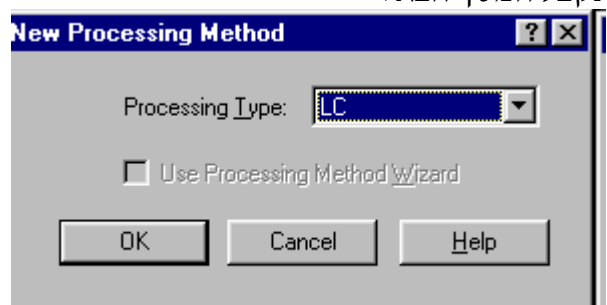 New Processing Method
Processing Type: LC
Use Processing Method Wizard
OK Cancel Help